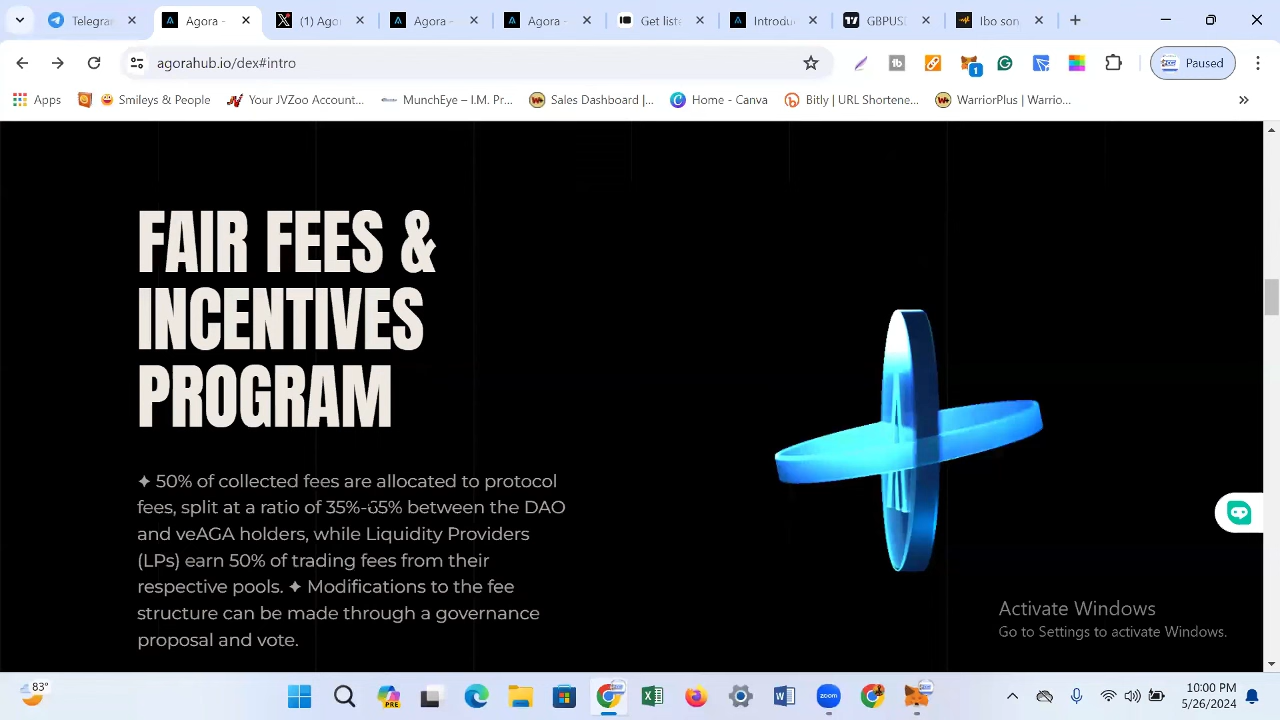 Telegra
Agora -
(1) Ago
Agora -
Agora -
Get liste
Introdu
GBPUS
Ibo son
agorahub.io/dex#intro
1
Paused
Apps
Smileys & People
Your JVZoo Account...
MunchEye – I.M. Pr...
Sales Dashboard |...
Home - Canva
Bitly | URL Shortene...
WarriorPlus | Warrio...
FAIR FEES &
INCENTIVES
PROGRAM
✦ 50% of collected fees are allocated to protocol
fees, split at a ratio of 35%-65% between the DAO
and veAGA holders, while Liquidity Providers
(LPs) earn 50% of trading fees from their
respective pools. ✦ Modifications to the fee
structure can be made through a governance
proposal and vote.
Activate Windows
Go to Settings to activate Windows.
83°
PRE
zoom
10:00 PM
5/26/2024